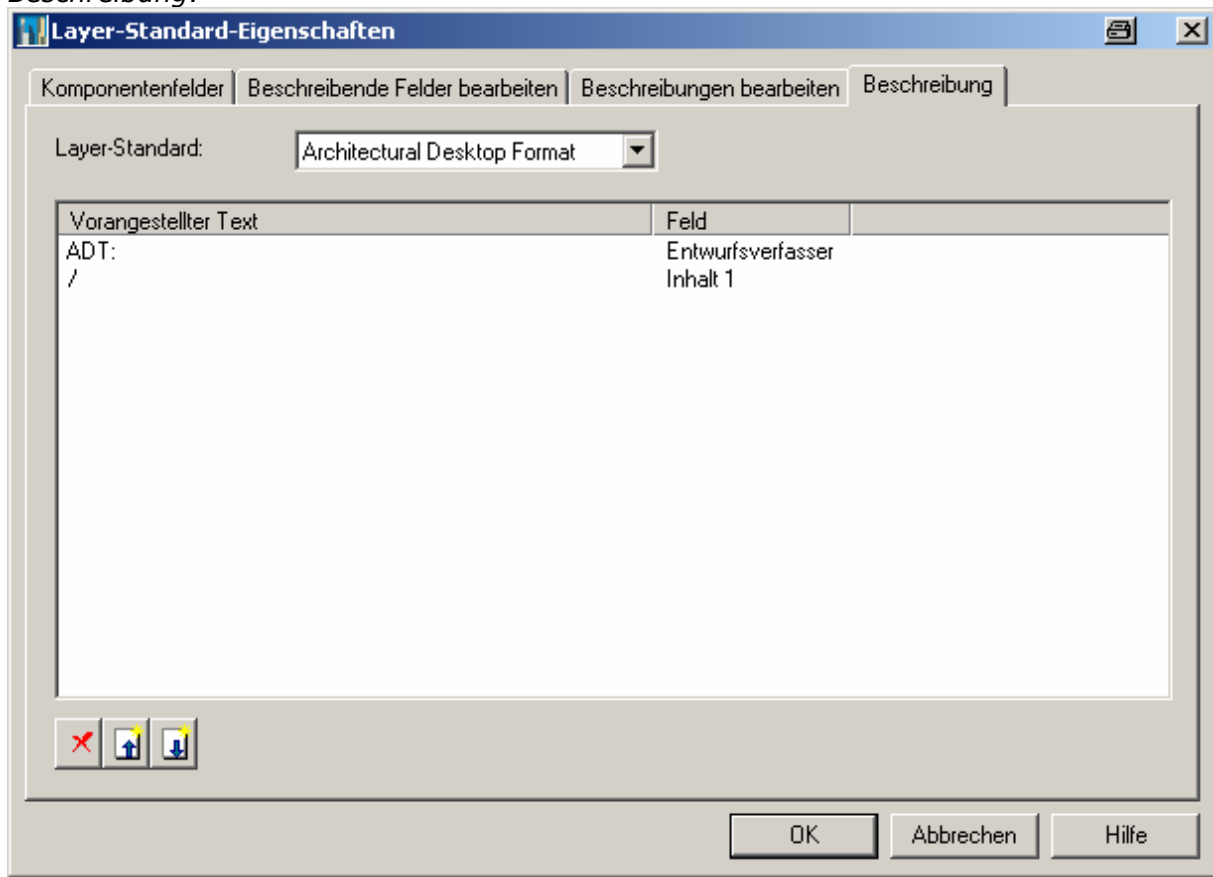 Beschreibung:
Layer-Standard-Eigenschaften
Komponentenfelder Beschreibende Felder bearbeiten Beschreibungen bearbeiten Beschreibung
Layer-Standard: Architectural Desktop Format
Vorangestellter Text Feld
ADT: Entwurfsverfasser
/ Inhalt 1
OK Abbrechen Hilfe